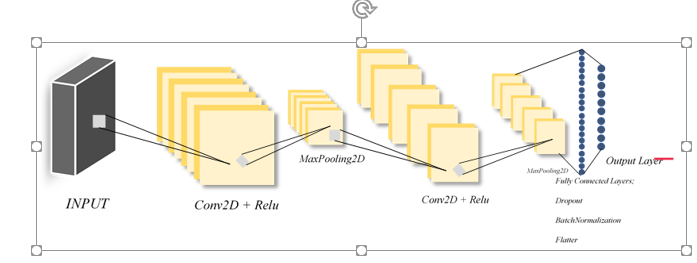 INPUT
Conv2D + Relu
MaxPooling2D
Conv2D + Relu
MaxPooling2D
Output Layer
Fully Connected Layers;
Dropout
BatchNormalization
Flatter